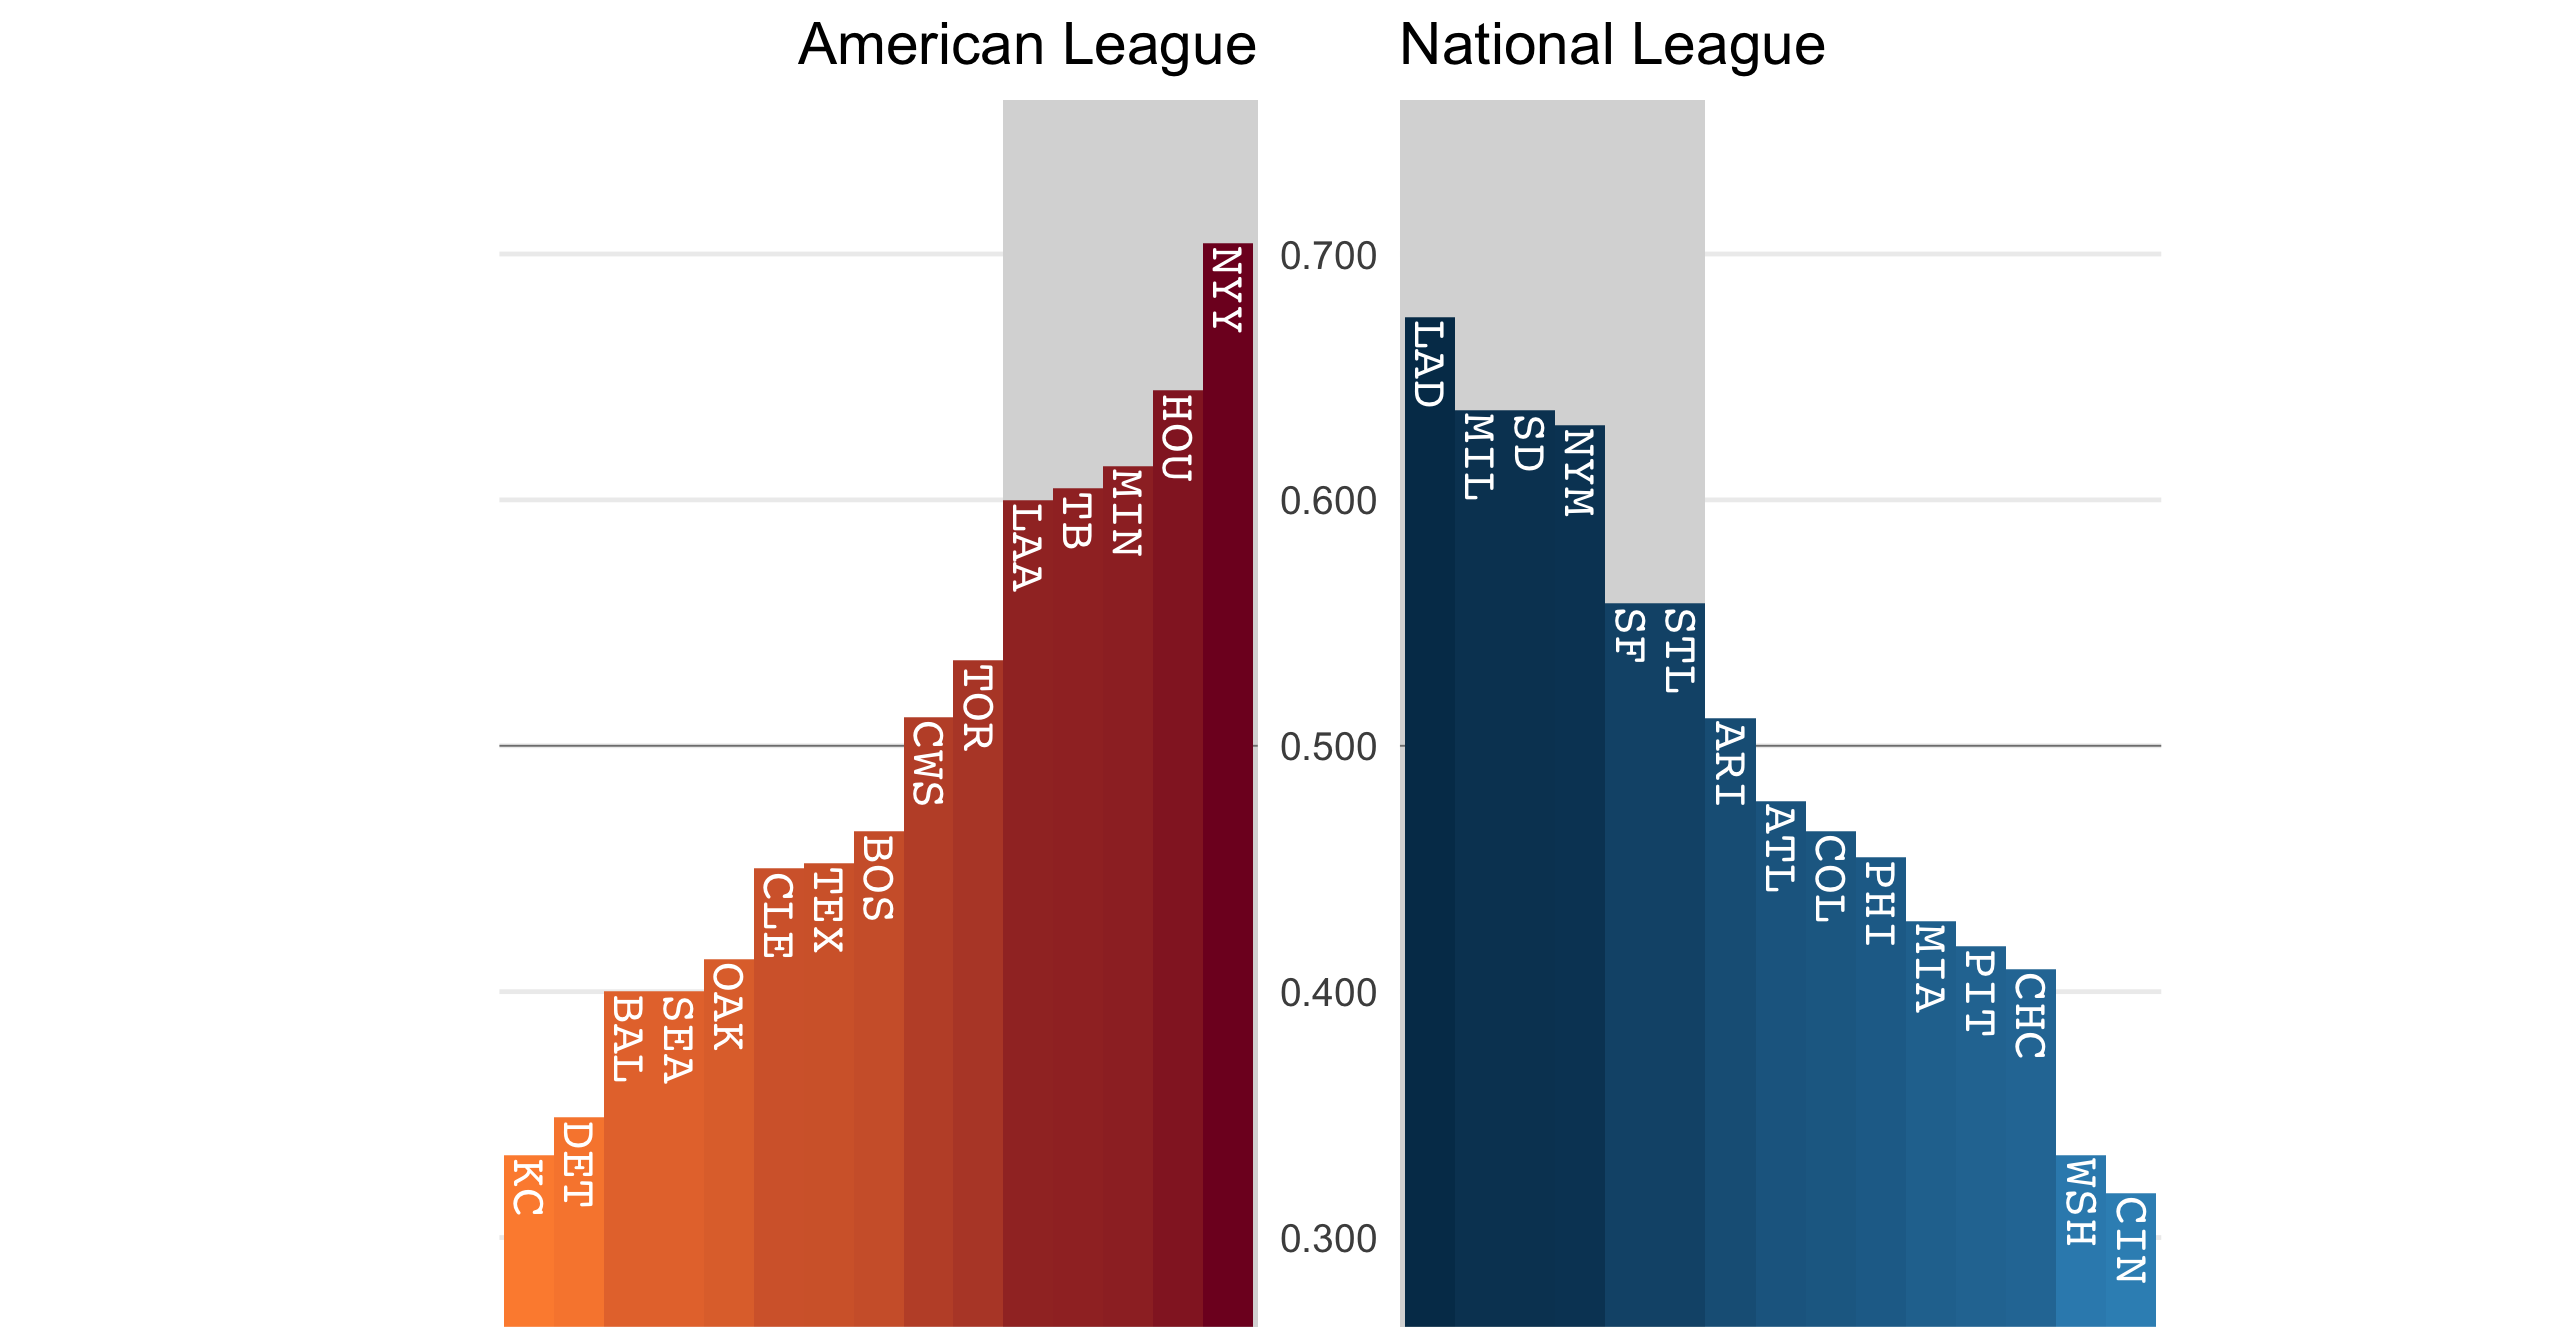 American League
National League
0.700
0.600
0.500
0.400
0.300
KC
DET
BAL
SEA
OAK
CLE
TEX
BOS
CWS
TOR
LAA
TB
MIN
HOU
NYY
LAD
MIL
SD
NYM
SF
STL
ARI
ATL
COL
PHI
MIA
PIT
CHC
WSH
CIN